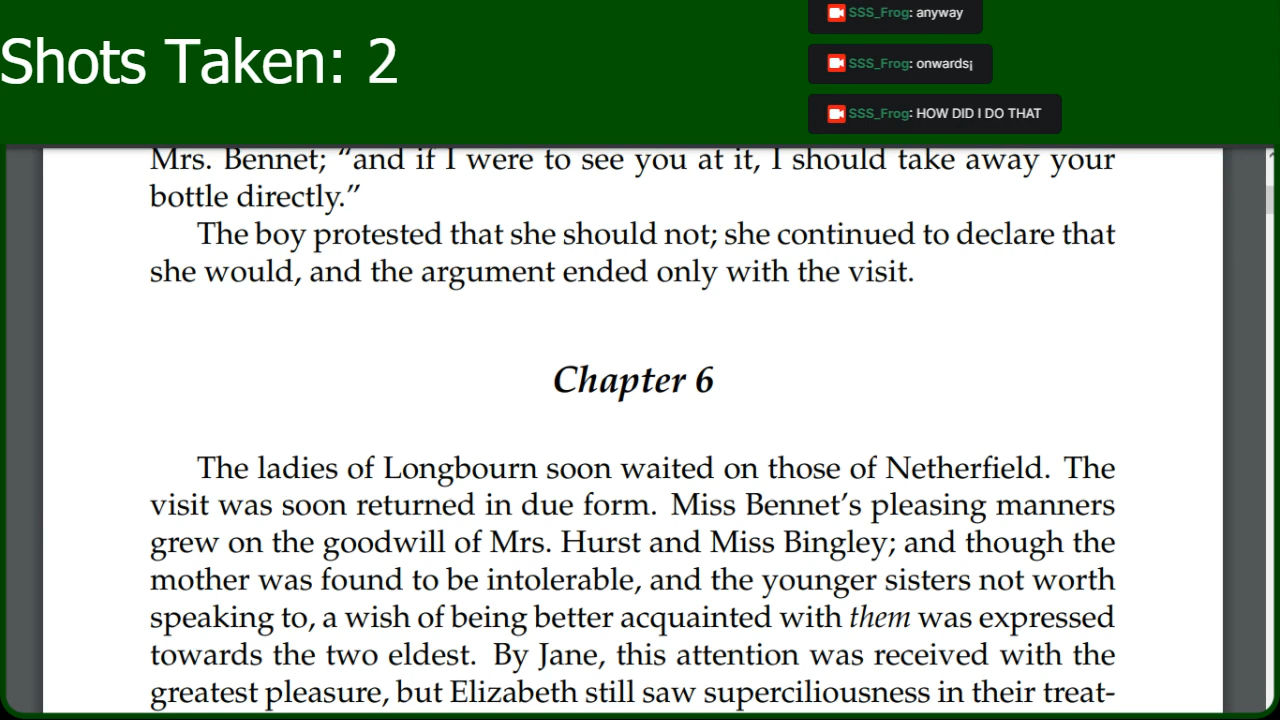 Shots Taken: 2
SSS_Frog: anyway
SSS_Frog: onwards¡
SSS_Frog: HOW DID I DO THAT
Mrs. Bennet; “and if I were to see you at it, I should take away your
bottle directly.”
The boy protested that she should not; she continued to declare that
she would, and the argument ended only with the visit.
Chapter 6
The ladies of Longbourn soon waited on those of Netherfield. The
visit was soon returned in due form. Miss Bennet’s pleasing manners
grew on the goodwill of Mrs. Hurst and Miss Bingley; and though the
mother was found to be intolerable, and the younger sisters not worth
speaking to, a wish of being better acquainted with them was expressed
towards the two eldest. By Jane, this attention was received with the
greatest pleasure, but Elizabeth still saw superciliousness in their treat-